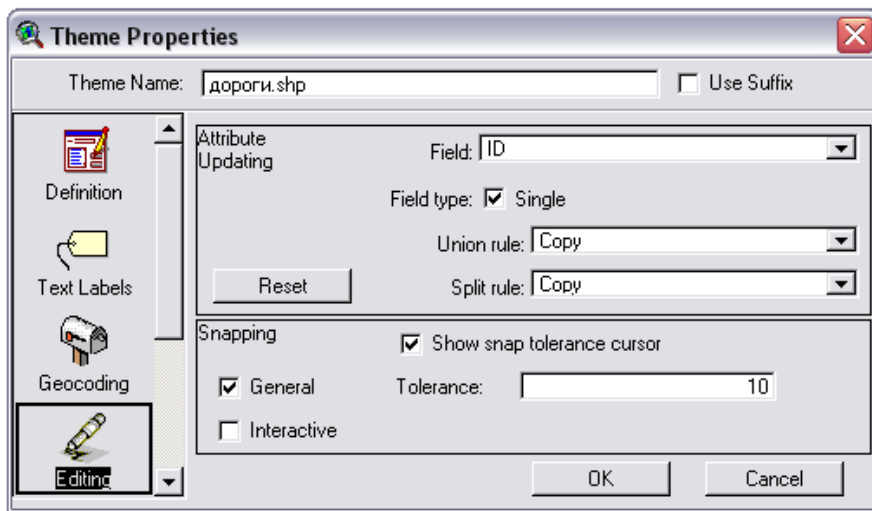 Theme Properties
Theme Name: дороги.shp Use Suffix
Definition
Text Labels
Geocoding
Editing
Attribute Updating
Field: ID
Field type: Single
Union rule: Copy
Reset
Split rule: Copy
Snapping
Show snap tolerance cursor
General
Tolerance: 10
Interactive
OK Cancel